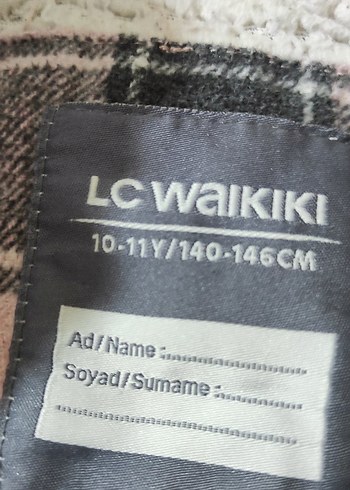 LC WAIKIKI
10-11Y/140-146CM
Ad/Name:....................
Soyad/Surname:............
........................................